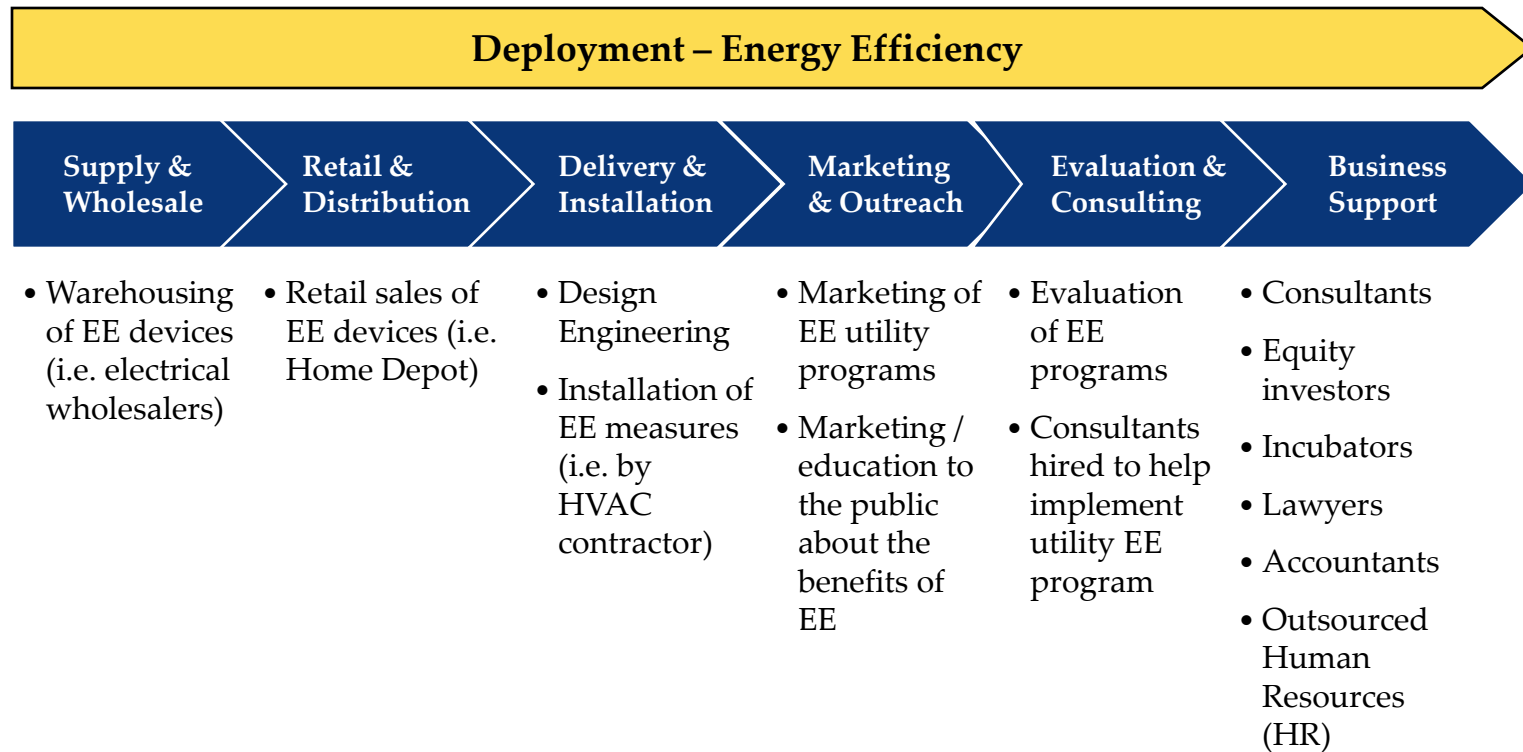 Deployment – Energy Efficiency
Supply &
Wholesale
Retail &
Distribution
Delivery &
Installation
Marketing
& Outreach
Evaluation &
Consulting
Business
Support
• Warehousing
of EE devices
(i.e. electrical
wholesalers)
• Retail sales of
EE devices (i.e.
Home Depot)
• Design
Engineering
• Installation of
EE measures
(i.e. by
HVAC
contractor)
• Marketing of
EE utility
programs
• Marketing /
education to
the public
about the
benefits of
EE
• Evaluation
of EE
programs
• Consultants
hired to help
implement
utility EE
program
• Consultants
• Equity
investors
• Incubators
• Lawyers
• Accountants
• Outsourced
Human
Resources
(HR)